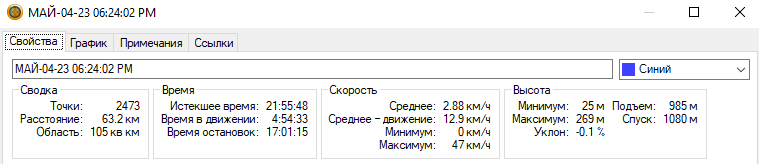 МАЙ-04-23 06:24:02 PM
Свойства График Примечания Ссылки
МАЙ-04-23 06:24:02 PM Синий
Сводка
Точки: 2473
Расстояние: 63.2 км
Область: 105 кв км
Время
Истекшее время: 21:55:48
Время в движении: 4:54:33
Время остановок: 17:01:15
Скорость
Среднее: 2.88 км/ч
Среднее – движение: 12.9 км/ч
Минимум: 0 км/ч
Максимум: 47 км/ч
Высота
Минимум: 25 м Подъем: 985 м
Максимум: 269 м Спуск: 1080 м
Уклон: -0.1 %